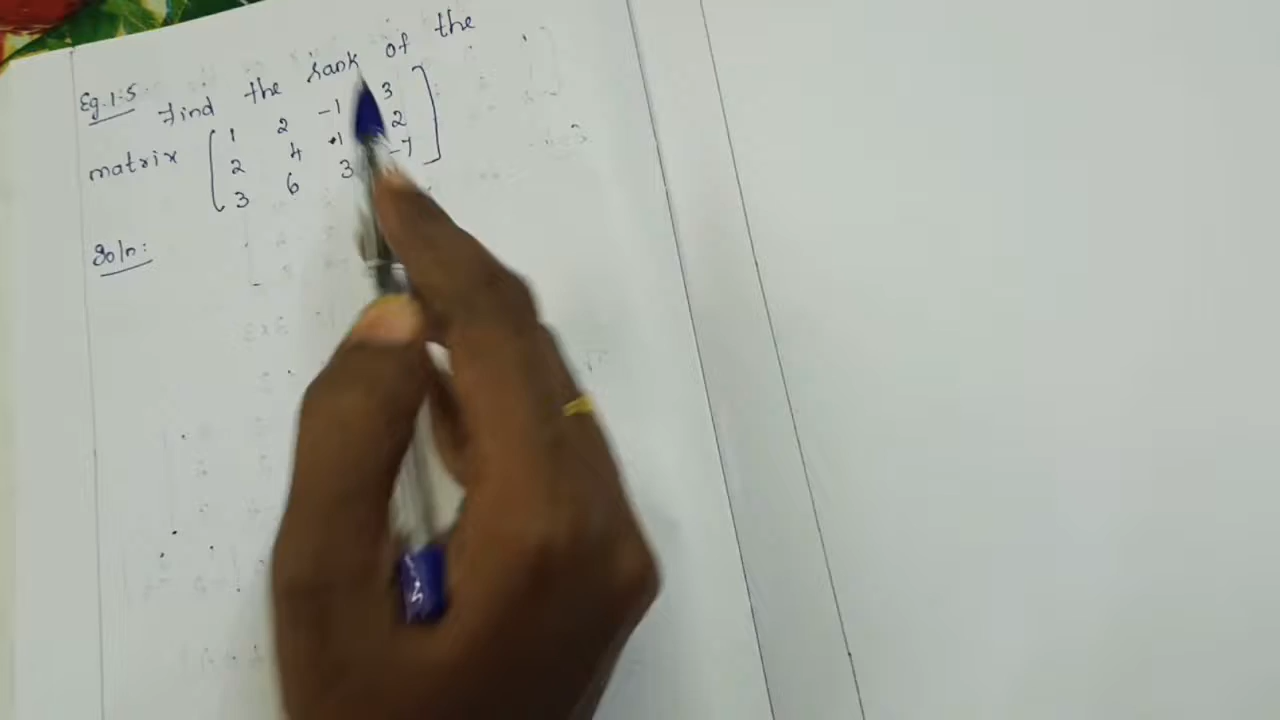 Eg. 1.5. Find the rank of the
matrix [ 1 2 -1 3
2 4 1 2
3 6 3 -7 ]
Soln: